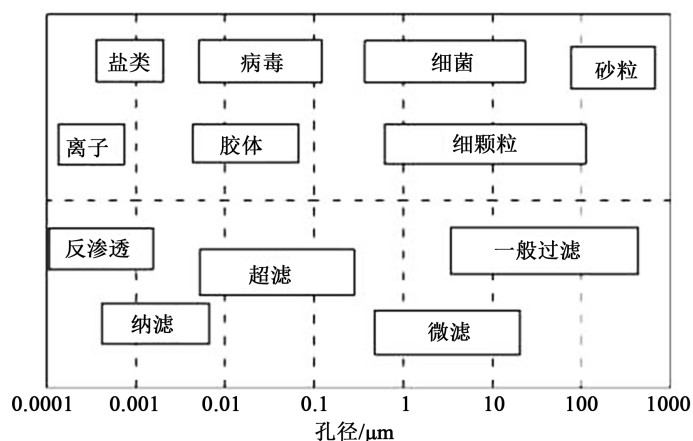 盐类
病毒
细菌
砂粒
离子
胶体
细颗粒
反渗透
超滤
一般过滤
纳滤
微滤
0.0001 0.001 0.01 0.1 1 10 100 1000
孔径/μm